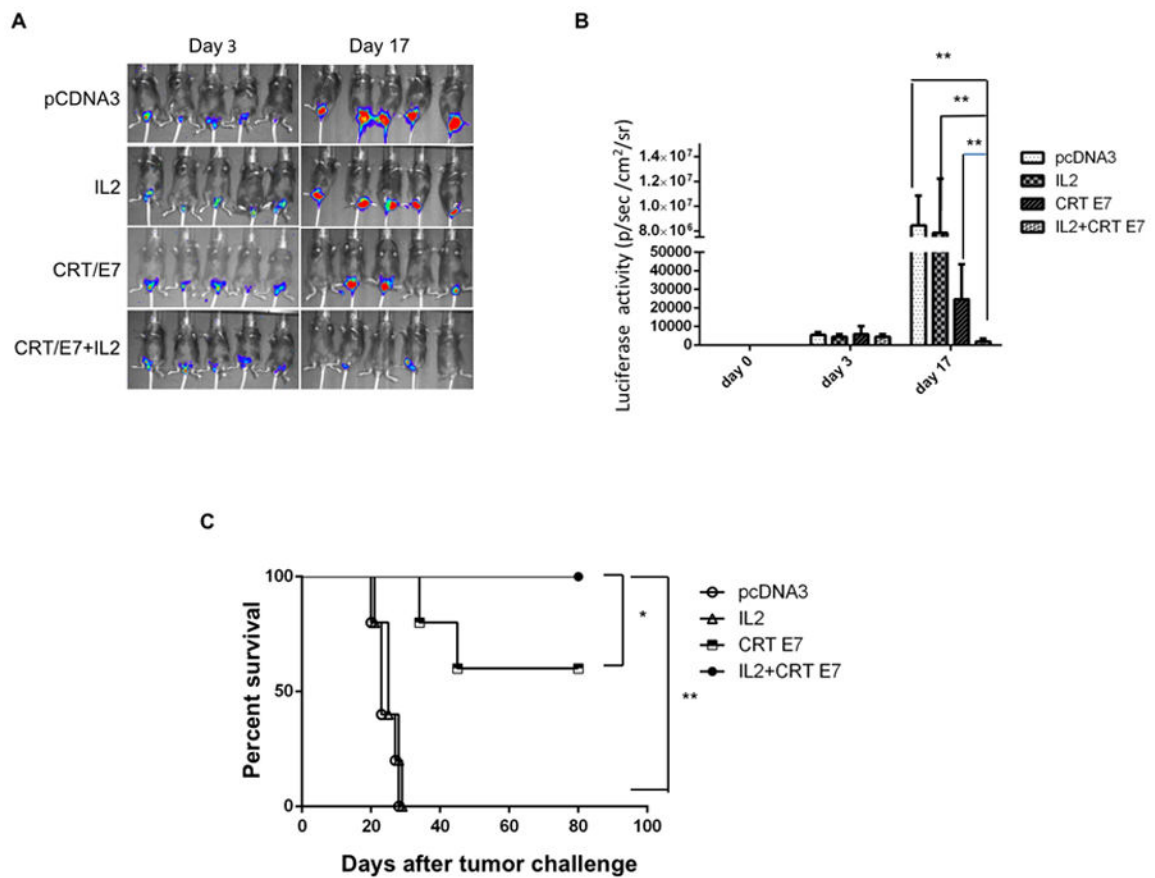 A
Day 3
Day 17
pCDNA3
IL2
CRT/E7
CRT/E7+IL2
B
Luciferase activity (p/sec /cm²/sr)
1.4×10⁷
1.2×10⁷
1.0×10⁷
8.0×10⁶
50000
40000
30000
20000
10000
0
day 0
day 3
day 17
**
**
**
pcDNA3
IL2
CRT E7
IL2+CRT E7
C
Percent survival
100
50
0
0
20
40
60
80
100
Days after tumor challenge
*
**
pcDNA3
IL2
CRT E7
IL2+CRT E7